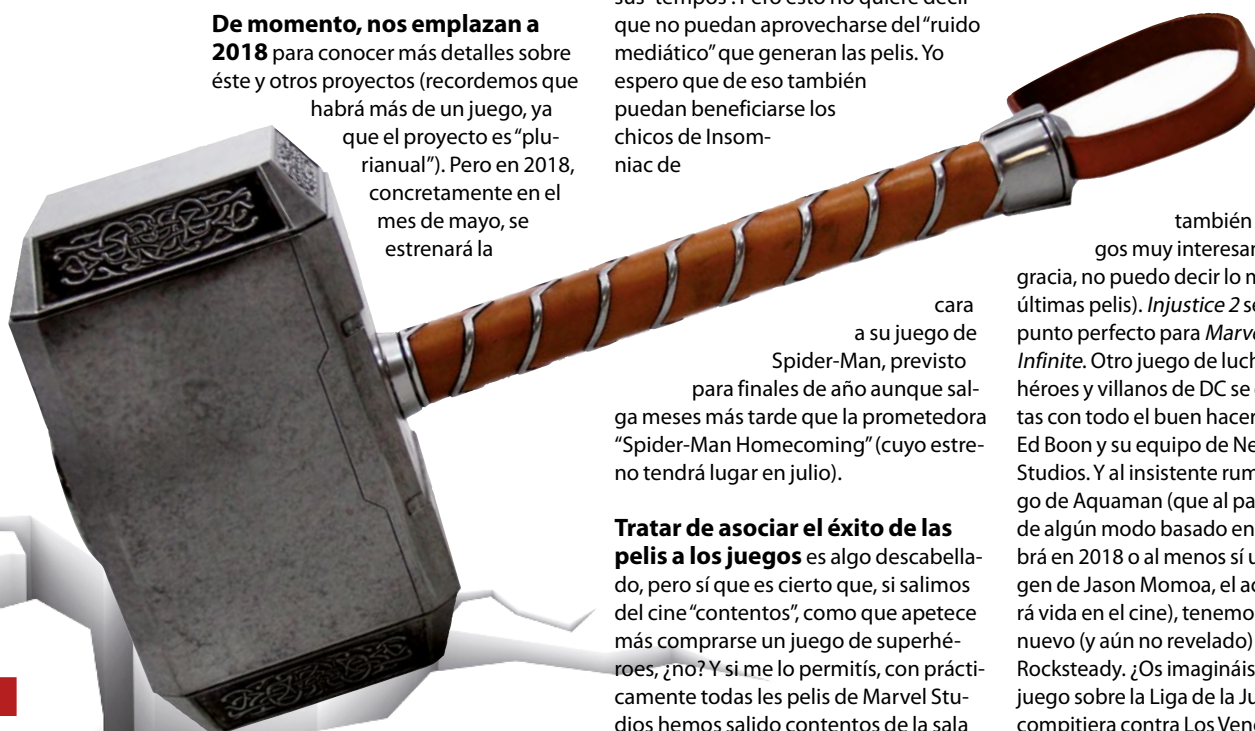 De momento, nos emplazan a
2018 para conocer más detalles sobre
éste y otros proyectos (recordemos que
habrá más de un juego, ya
que el proyecto es “plu-
rianual”). Pero en 2018,
concretamente en el
mes de mayo, se
estrenará la
que no puedan aprovecharse del “ruido
mediático” que generan las pelis. Yo
espero que de eso también
puedan beneficiarse los
chicos de Insom-
niac de
cara
a su juego de
Spider-Man, previsto
para finales de año aunque sal-
ga meses más tarde que la prometedora
“Spider-Man Homecoming” (cuyo estre-
no tendrá lugar en julio).
Tratar de asociar el éxito de las
pelis a los juegos es algo descabella-
do, pero sí que es cierto que, si salimos
del cine “contentos”, como que apetece
más comprarse un juego de superhé-
roes, ¿no? Y si me lo permitís, con prácti-
camente todas les pelis de Marvel Stu-
dios hemos salido contentos de la sala
también
gos muy interesan
gracia, no puedo decir lo m
últimas pelis). Injustice 2 se
punto perfecto para Marve
Infinite. Otro juego de luch
héroes y villanos de DC se
tas con todo el buen hacer
Ed Boon y su equipo de Ne
Studios. Y al insistente rum
go de Aquaman (que al pa
de algún modo basado en
brá en 2018 o al menos sí u
gen de Jason Momoa, el ac
rá vida en el cine), tenemo
nuevo (y aún no revelado)
Rocksteady. ¿Os imagináis
juego sobre la Liga de la Ju
compitiera contra Los Ven